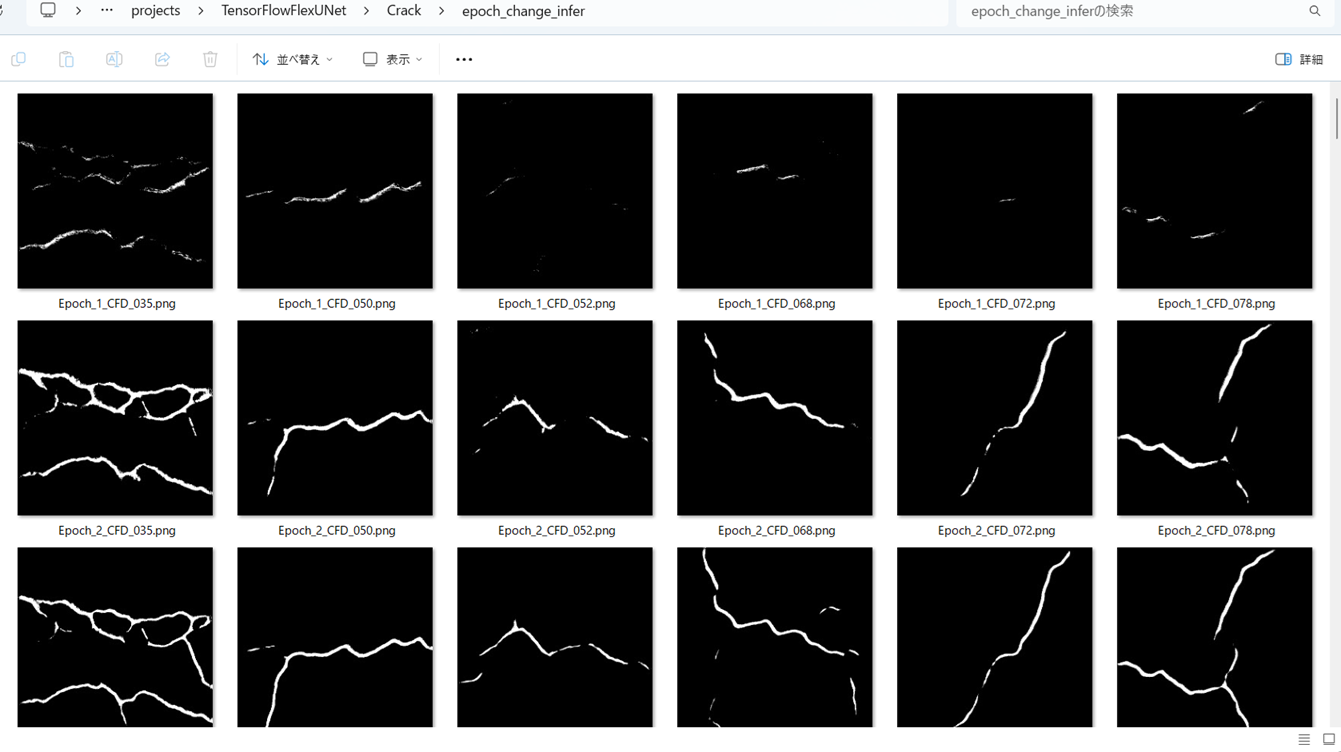 … projects TensorFlowFlexUNet Crack epoch_change_infer epoch_change_inferの検索
並べ替え 表示 … 詳細
Epoch_1_CFD_035.png Epoch_1_CFD_050.png Epoch_1_CFD_052.png Epoch_1_CFD_068.png Epoch_1_CFD_072.png Epoch_1_CFD_078.png
Epoch_2_CFD_035.png Epoch_2_CFD_050.png Epoch_2_CFD_052.png Epoch_2_CFD_068.png Epoch_2_CFD_072.png Epoch_2_CFD_078.png